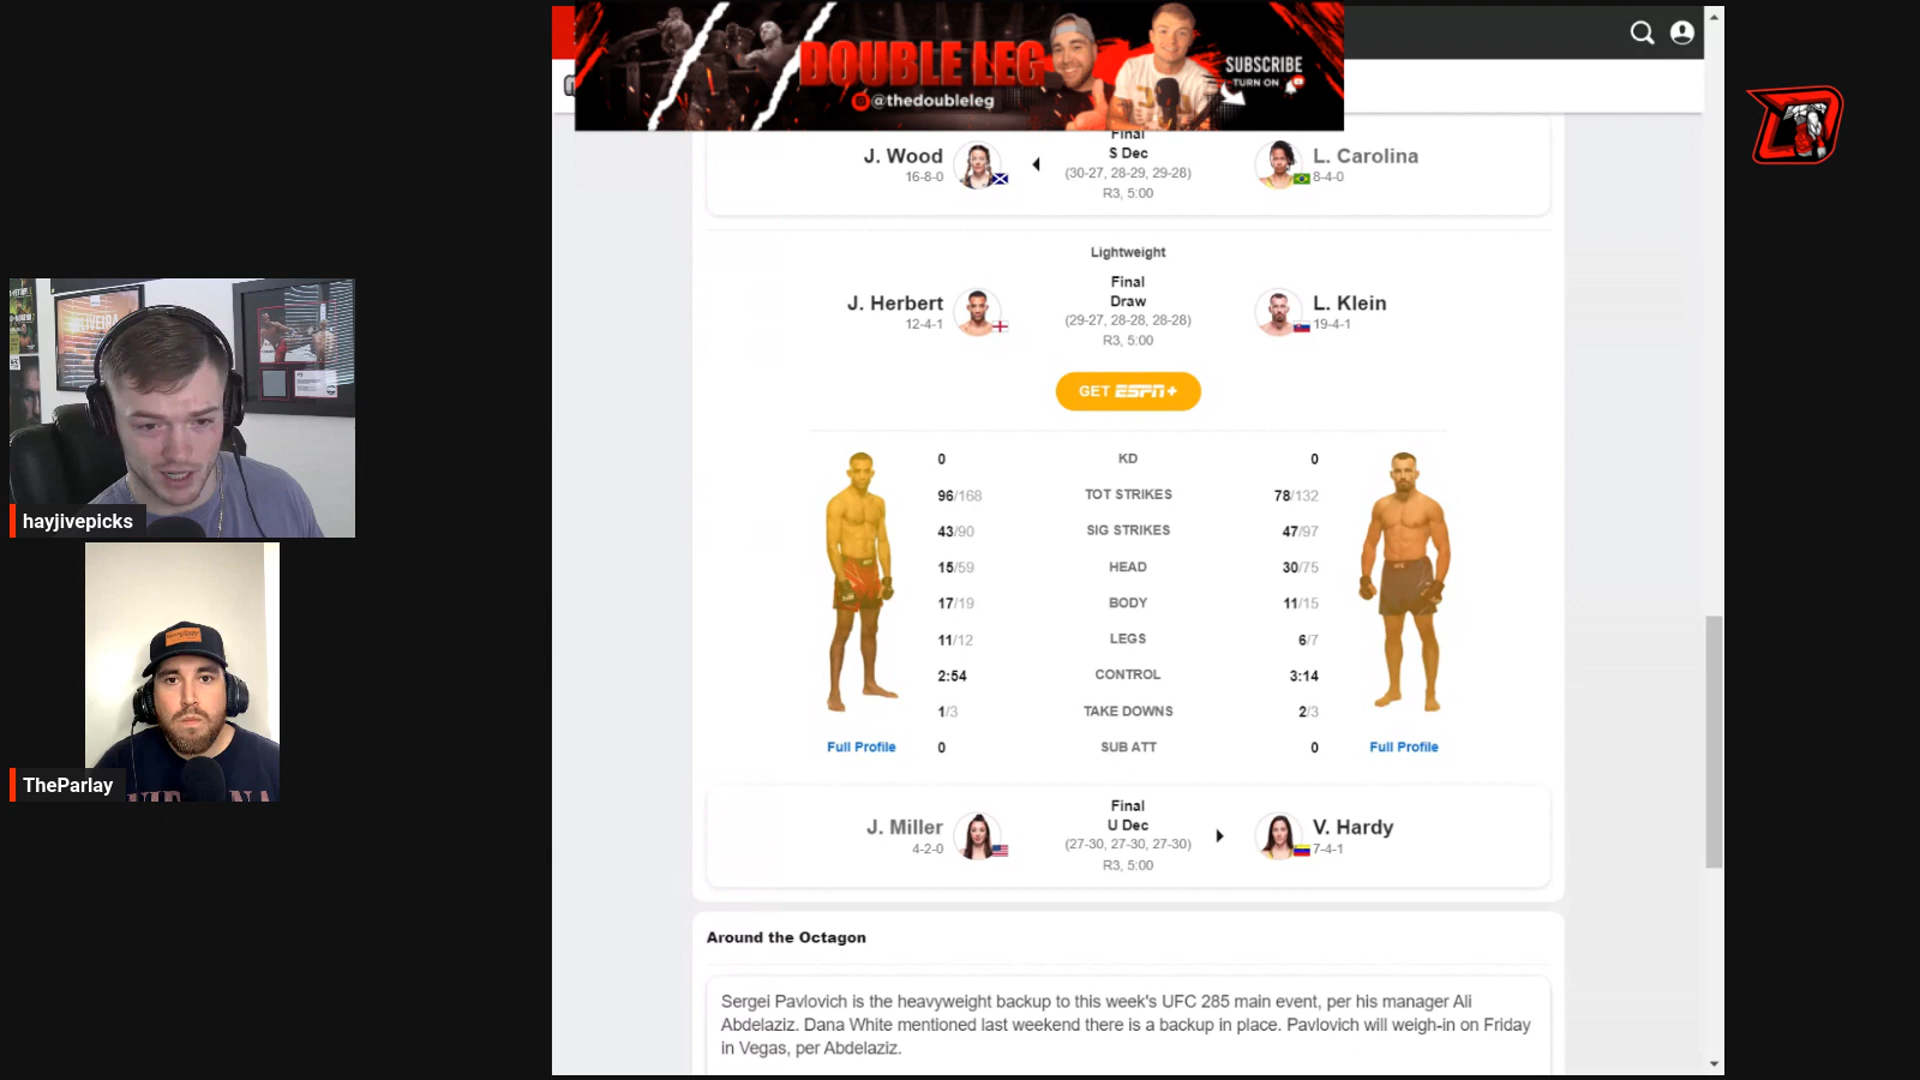 DOUBLE LEG
@thedoubleleg
SUBSCRIBE
TURN ON
Final
J. Wood
S Dec
L. Carolina
16-8-0
(30-27, 28-29, 29-28)
8-4-0
R3, 5:00
Lightweight
Final
J. Herbert
Draw
L. Klein
12-4-1
(29-27, 28-28, 28-28)
19-4-1
R3, 5:00
GET ESPN+
0 KD 0
96/168 TOT STRIKES 78/132
43/90 SIG STRIKES 47/97
15/59 HEAD 30/75
17/19 BODY 11/15
11/12 LEGS 6/7
2:54 CONTROL 3:14
1/3 TAKE DOWNS 2/3
Full Profile 0 SUB ATT 0 Full Profile
Final
J. Miller
U Dec
V. Hardy
4-2-0
(27-30, 27-30, 27-30)
7-4-1
R3, 5:00
Around the Octagon
Sergei Pavlovich is the heavyweight backup to this week's UFC 285 main event, per his manager Ali
Abdelaziz. Dana White mentioned last weekend there is a backup in place. Pavlovich will weigh-in on Friday
in Vegas, per Abdelaziz.
hayjivepicks
TheParlay